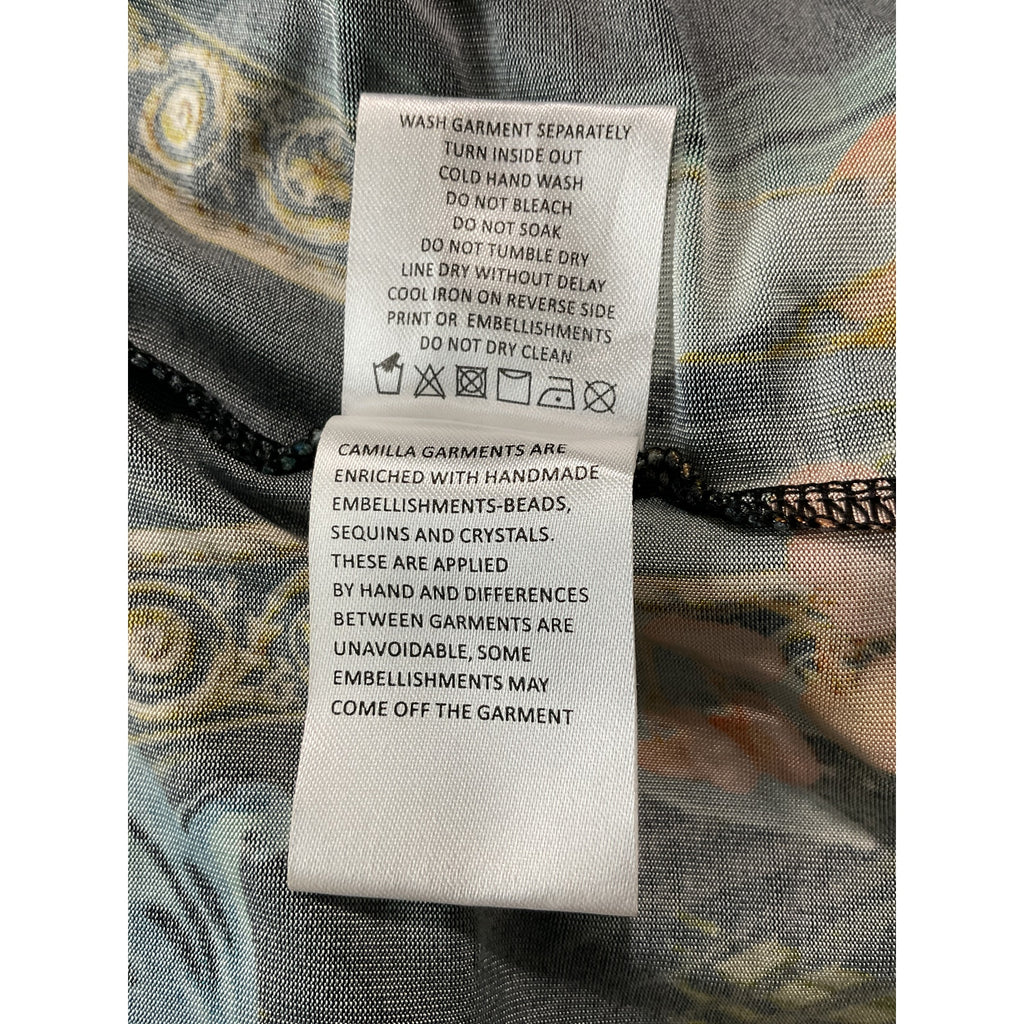 WASH GARMENT SEPARATELY
TURN INSIDE OUT
COLD HAND WASH
DO NOT BLEACH
DO NOT SOAK
DO NOT TUMBLE DRY
LINE DRY WITHOUT DELAY
COOL IRON ON REVERSE SIDE
PRINT OR EMBELLISHMENTS
DO NOT DRY CLEAN
CAMILLA GARMENTS ARE
ENRICHED WITH HANDMADE
EMBELLISHMENTS-BEADS,
SEQUINS AND CRYSTALS.
THESE ARE APPLIED
BY HAND AND DIFFERENCES
BETWEEN GARMENTS ARE
UNAVOIDABLE, SOME
EMBELLISHMENTS MAY
COME OFF THE GARMENT